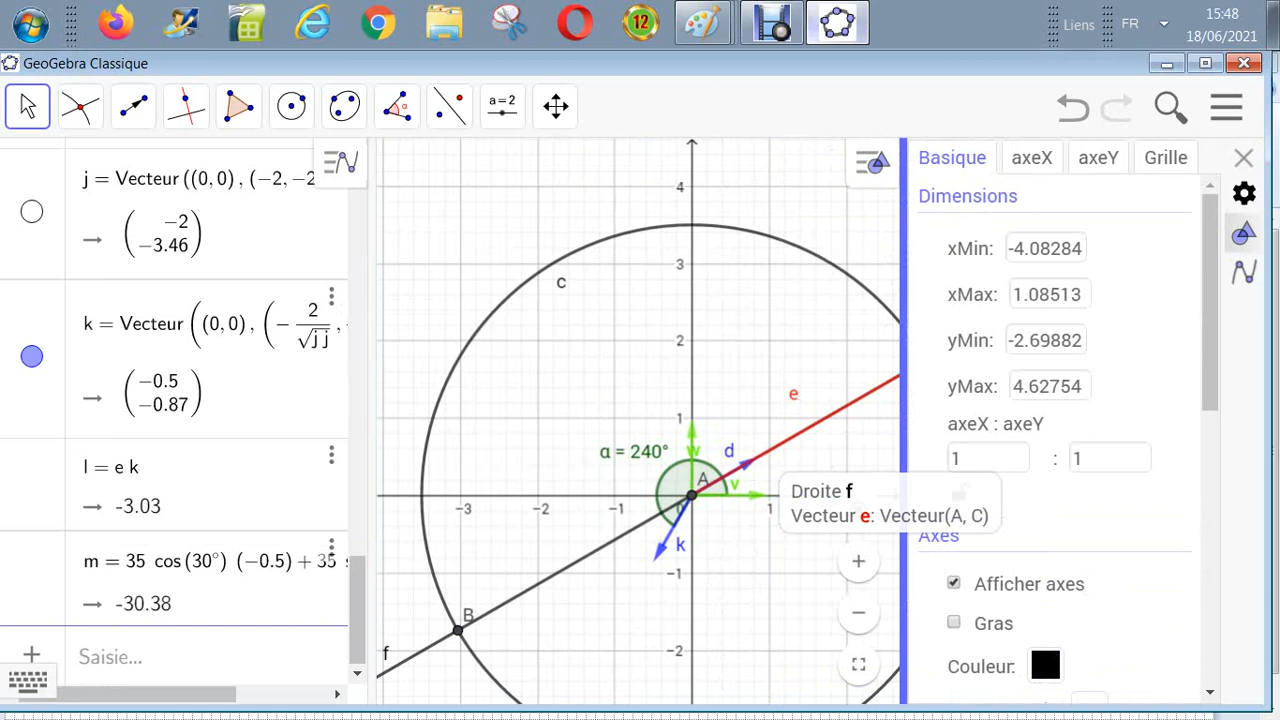 12
Liens
FR
15:48
18/06/2021
GeoGebra Classique
a=2
j = Vecteur ((0, 0) , (−2, −2
→ ( −2
−3.46 )
k = Vecteur ( (0, 0) , ( − 2 / √j j ,
→ ( −0.5
−0.87 )
l = e k
→ -3.03
m = 35 cos (30°) (−0.5) + 35
→ -30.38
Saisie...
4
3
2
1
-3
-2
-1
0
1
-1
-2
c
e
α = 240°
d
w
A
v
k
B
f
Droite f
Vecteur e: Vecteur(A, C)
Basique
axeX
axeY
Grille
Dimensions
xMin: -4.08284
xMax: 1.08513
yMin: -2.69882
yMax: 4.62754
axeX : axeY
1 : 1
Axes
Afficher axes
Gras
Couleur: